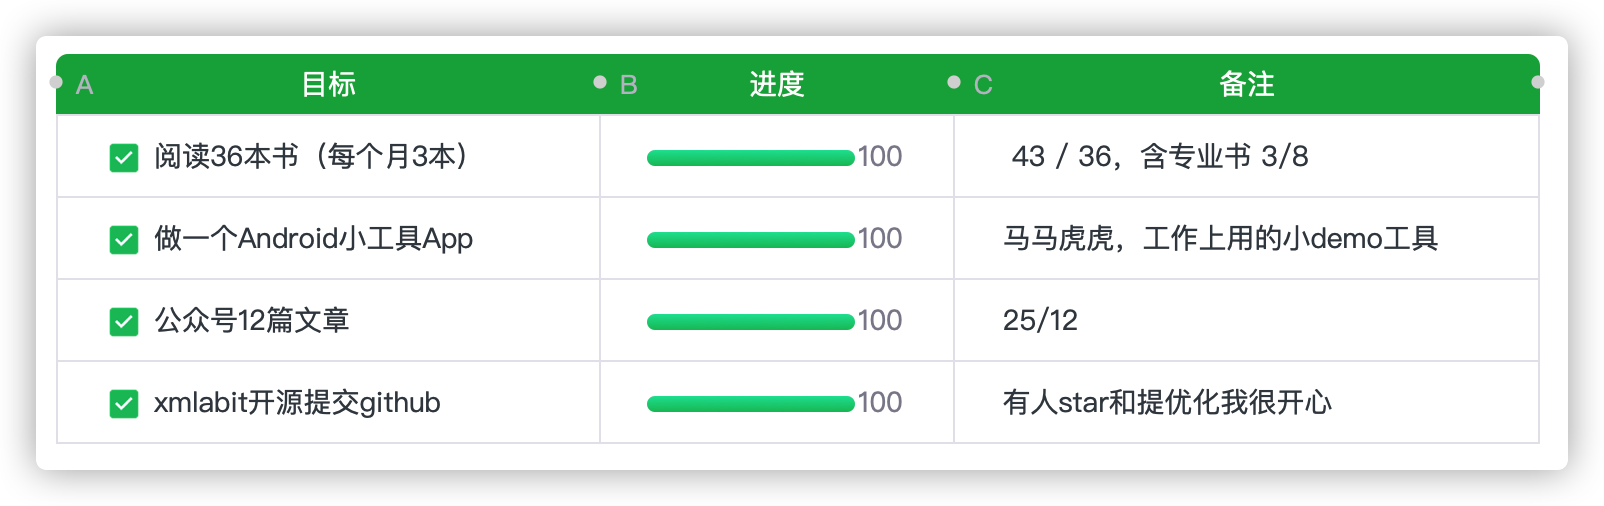 A 目标 B 进度 C 备注
阅读36本书（每个月3本） 100 43 / 36，含专业书 3/8
做一个Android小工具App 100 马马虎虎，工作上用的小demo工具
公众号12篇文章 100 25/12
xmlabit开源提交github 100 有人star和提优化我很开心